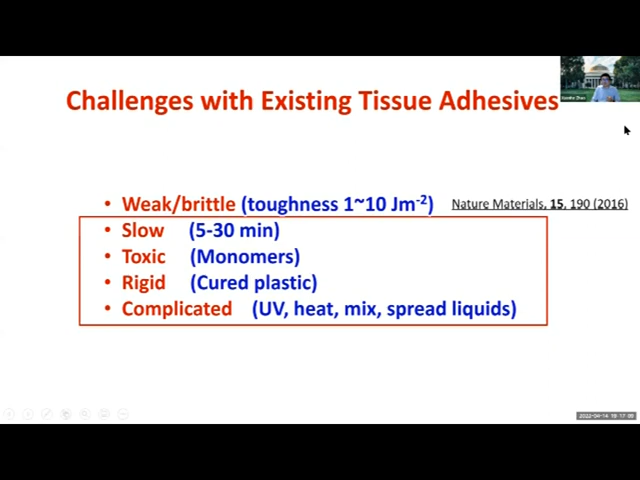 Challenges with Existing Tissue Adhesives
• Weak/brittle (toughness 1~10 Jm-2) Nature Materials, 15, 190 (2016)
• Slow (5-30 min)
• Toxic (Monomers)
• Rigid (Cured plastic)
• Complicated (UV, heat, mix, spread liquids)